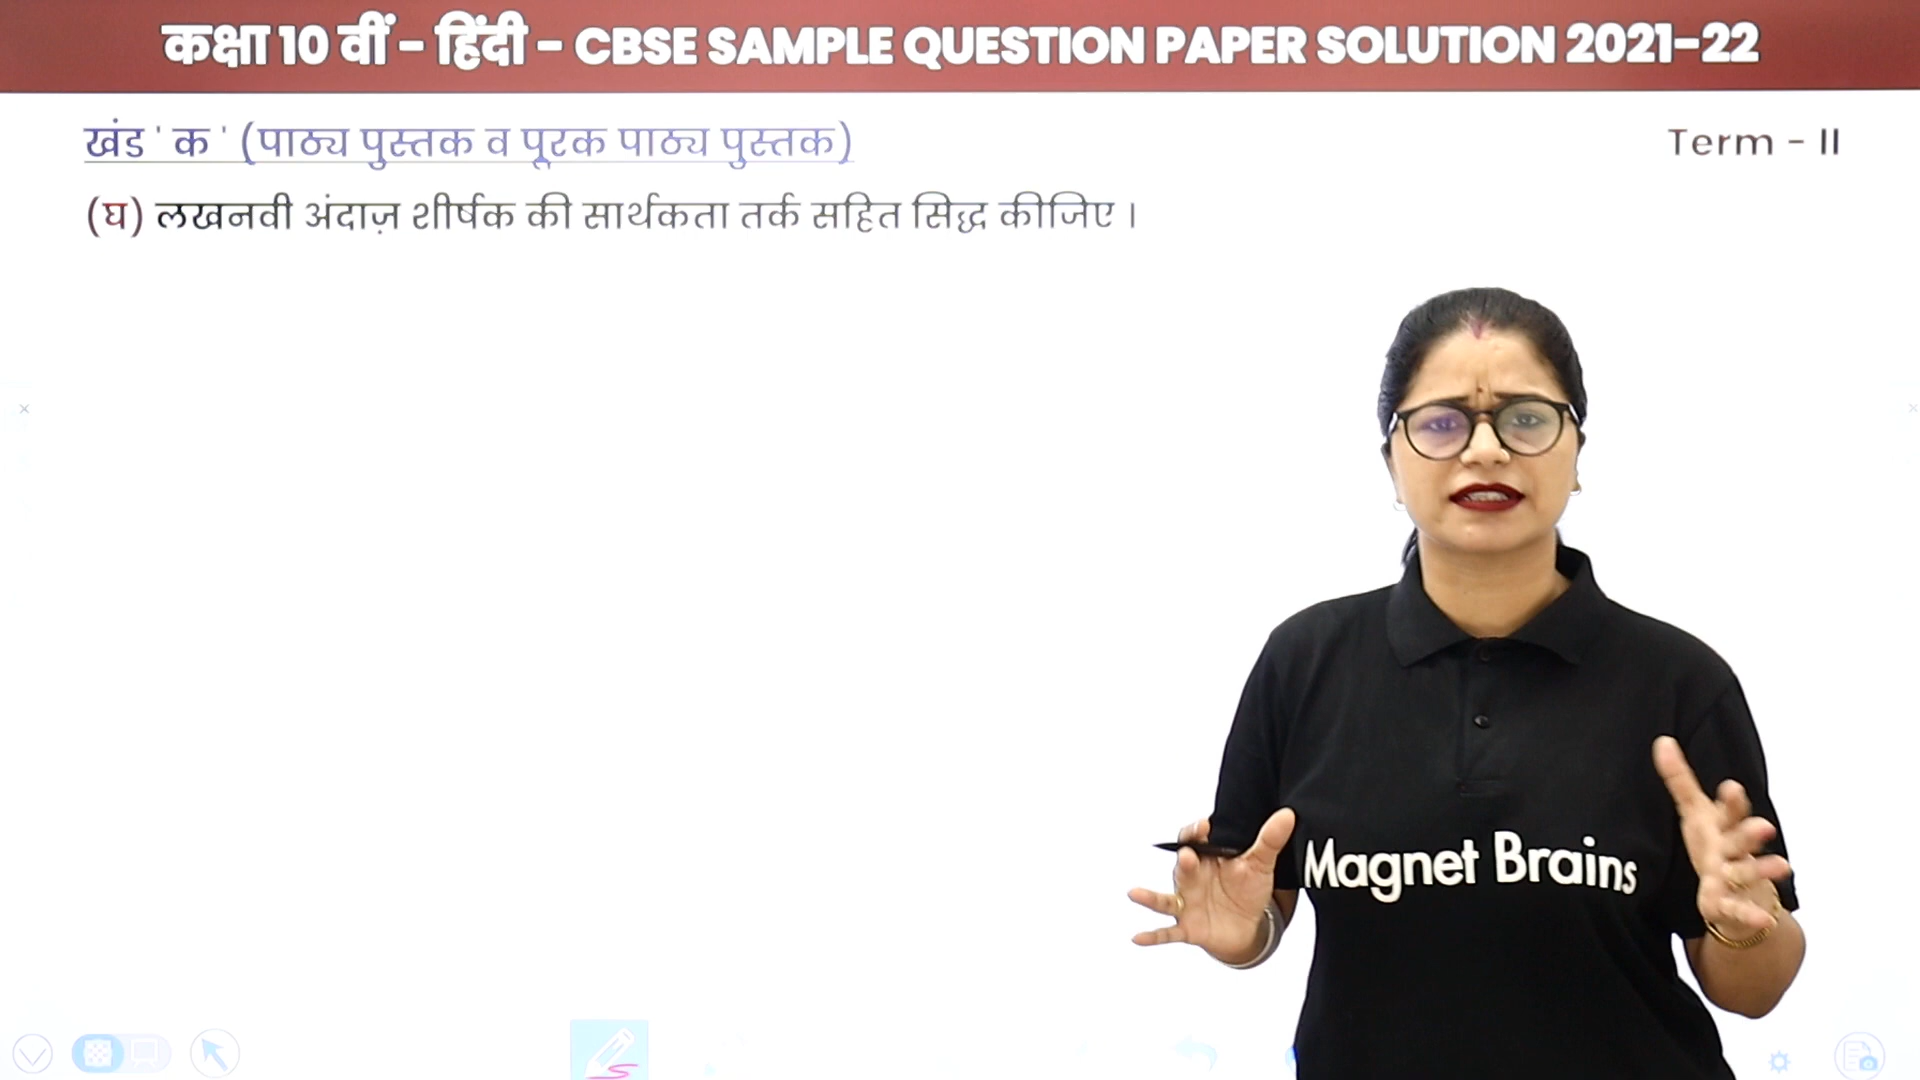 कक्षा 10 वीं - हिंदी - CBSE SAMPLE QUESTION PAPER SOLUTION 2021-22
खंड ' क ' (पाठ्य पुस्तक व पूरक पाठ्य पुस्तक)
Term - II
(घ) लखनवी अंदाज़ शीर्षक की सार्थकता तर्क सहित सिद्ध कीजिए ।
Magnet Brains